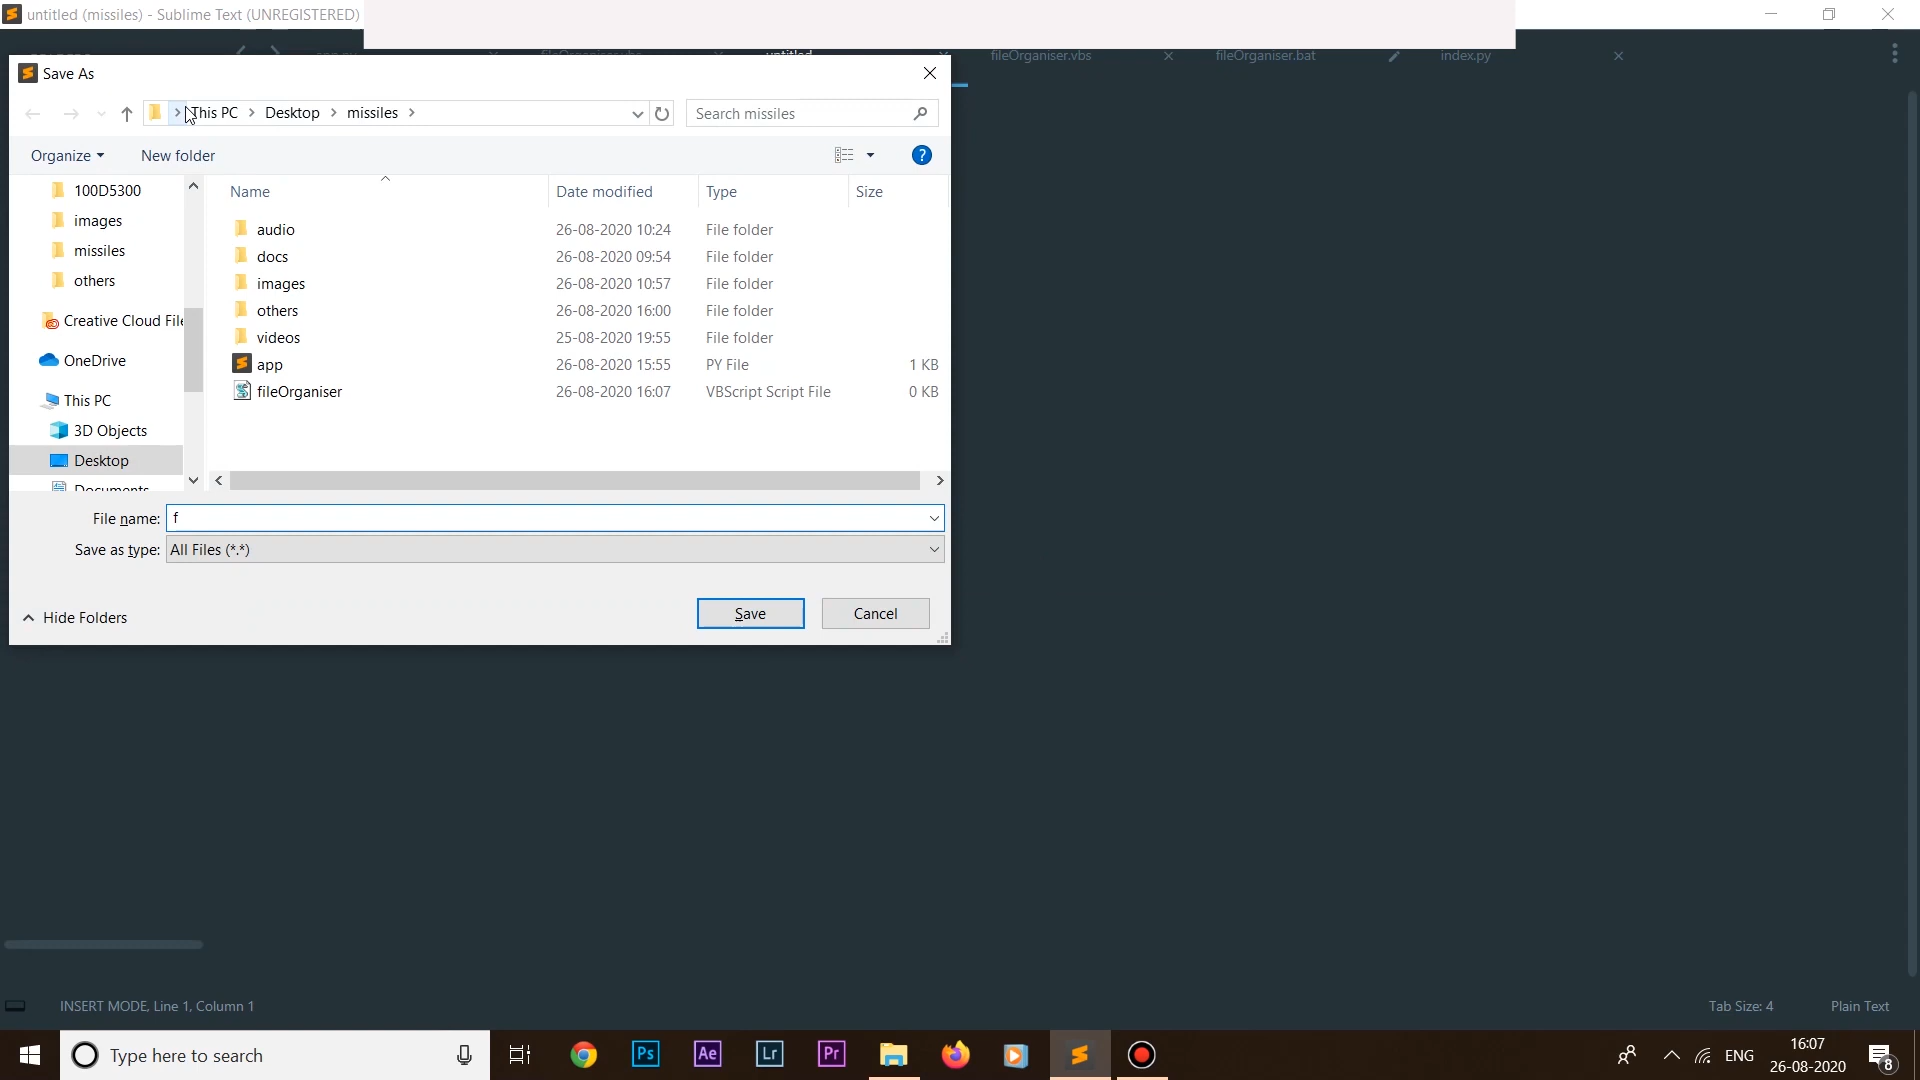 untitled (missiles) - Sublime Text (UNREGISTERED)
untitled
fileOrganiser.vbs
fileOrganiser.bat
index.py
Save As
This PC
Desktop
missiles
Search missiles
Organize
New folder
?
Name
Date modified
Type
Size
100D5300
images
missiles
others
Creative Cloud File
OneDrive
This PC
3D Objects
Desktop
Documents
audio 26-08-2020 10:24 File folder
docs 26-08-2020 09:54 File folder
images 26-08-2020 10:57 File folder
others 26-08-2020 16:00 File folder
videos 25-08-2020 19:55 File folder
app 26-08-2020 15:55 PY File 1 KB
fileOrganiser 26-08-2020 16:07 VBScript Script File 0 KB
File name: f
Save as type: All Files (*.*)
Hide Folders
Save
Cancel
INSERT MODE, Line 1, Column 1
Tab Size: 4
Plain Text
Type here to search
Ps
Ae
Lr
Pr
ENG
16:07
26-08-2020
8